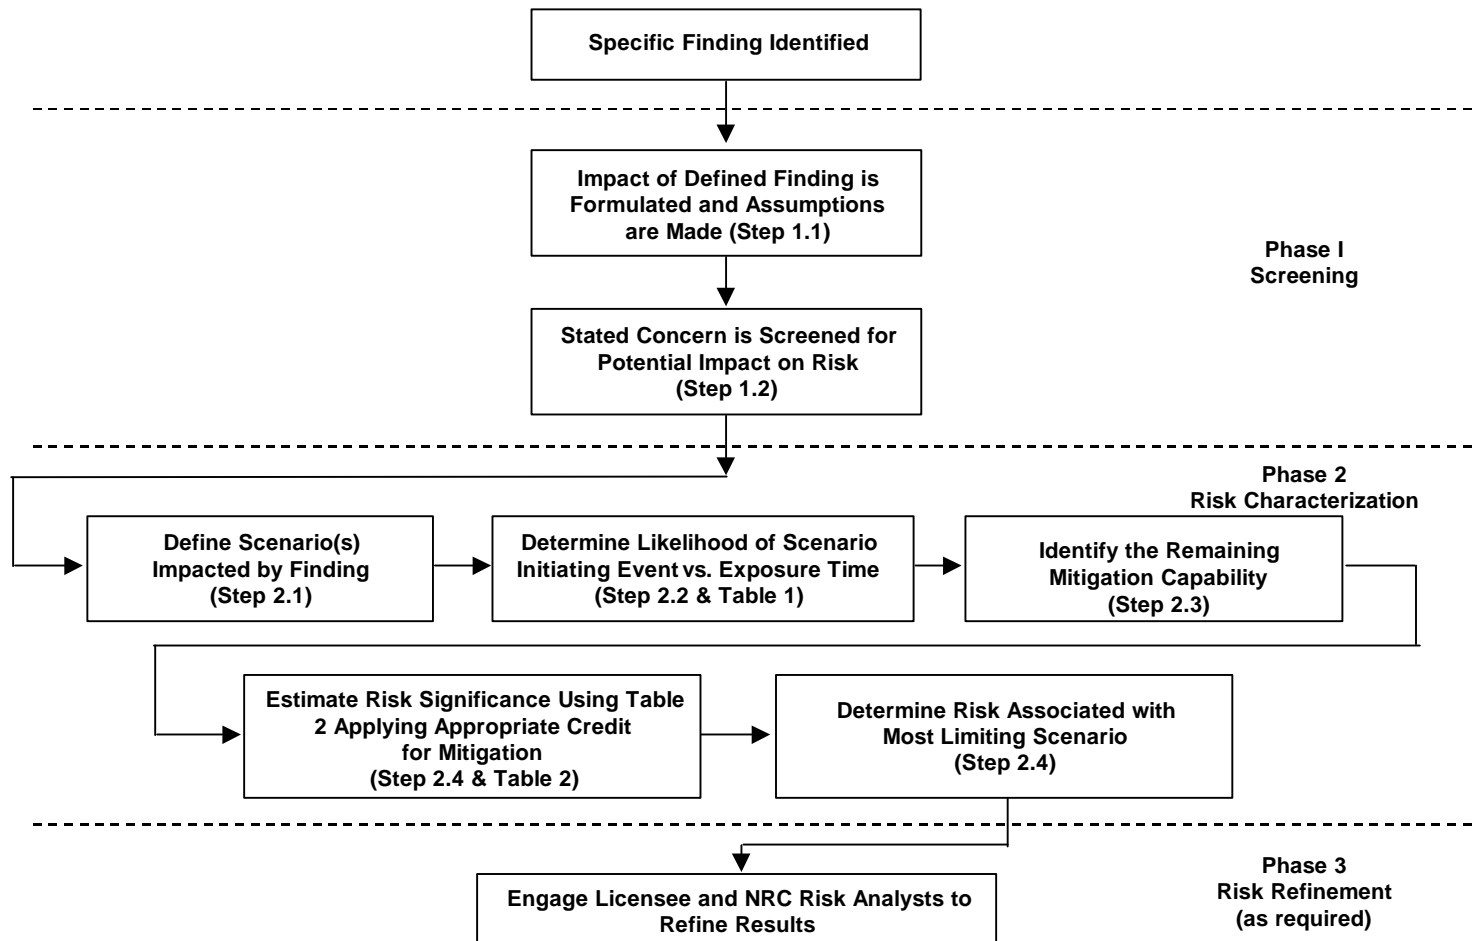 Specific Finding Identified
Impact of Defined Finding is
Formulated and Assumptions
are Made (Step 1.1)
Phase I
Screening
Stated Concern is Screened for
Potential Impact on Risk
(Step 1.2)
Phase 2
Risk Characterization
Define Scenario(s)
Impacted by Finding
(Step 2.1)
Determine Likelihood of Scenario
Initiating Event vs. Exposure Time
(Step 2.2 & Table 1)
Identify the Remaining
Mitigation Capability
(Step 2.3)
Estimate Risk Significance Using Table
2 Applying Appropriate Credit
for Mitigation
(Step 2.4 & Table 2)
Determine Risk Associated with
Most Limiting Scenario
(Step 2.4)
Phase 3
Risk Refinement
(as required)
Engage Licensee and NRC Risk Analysts to
Refine Results